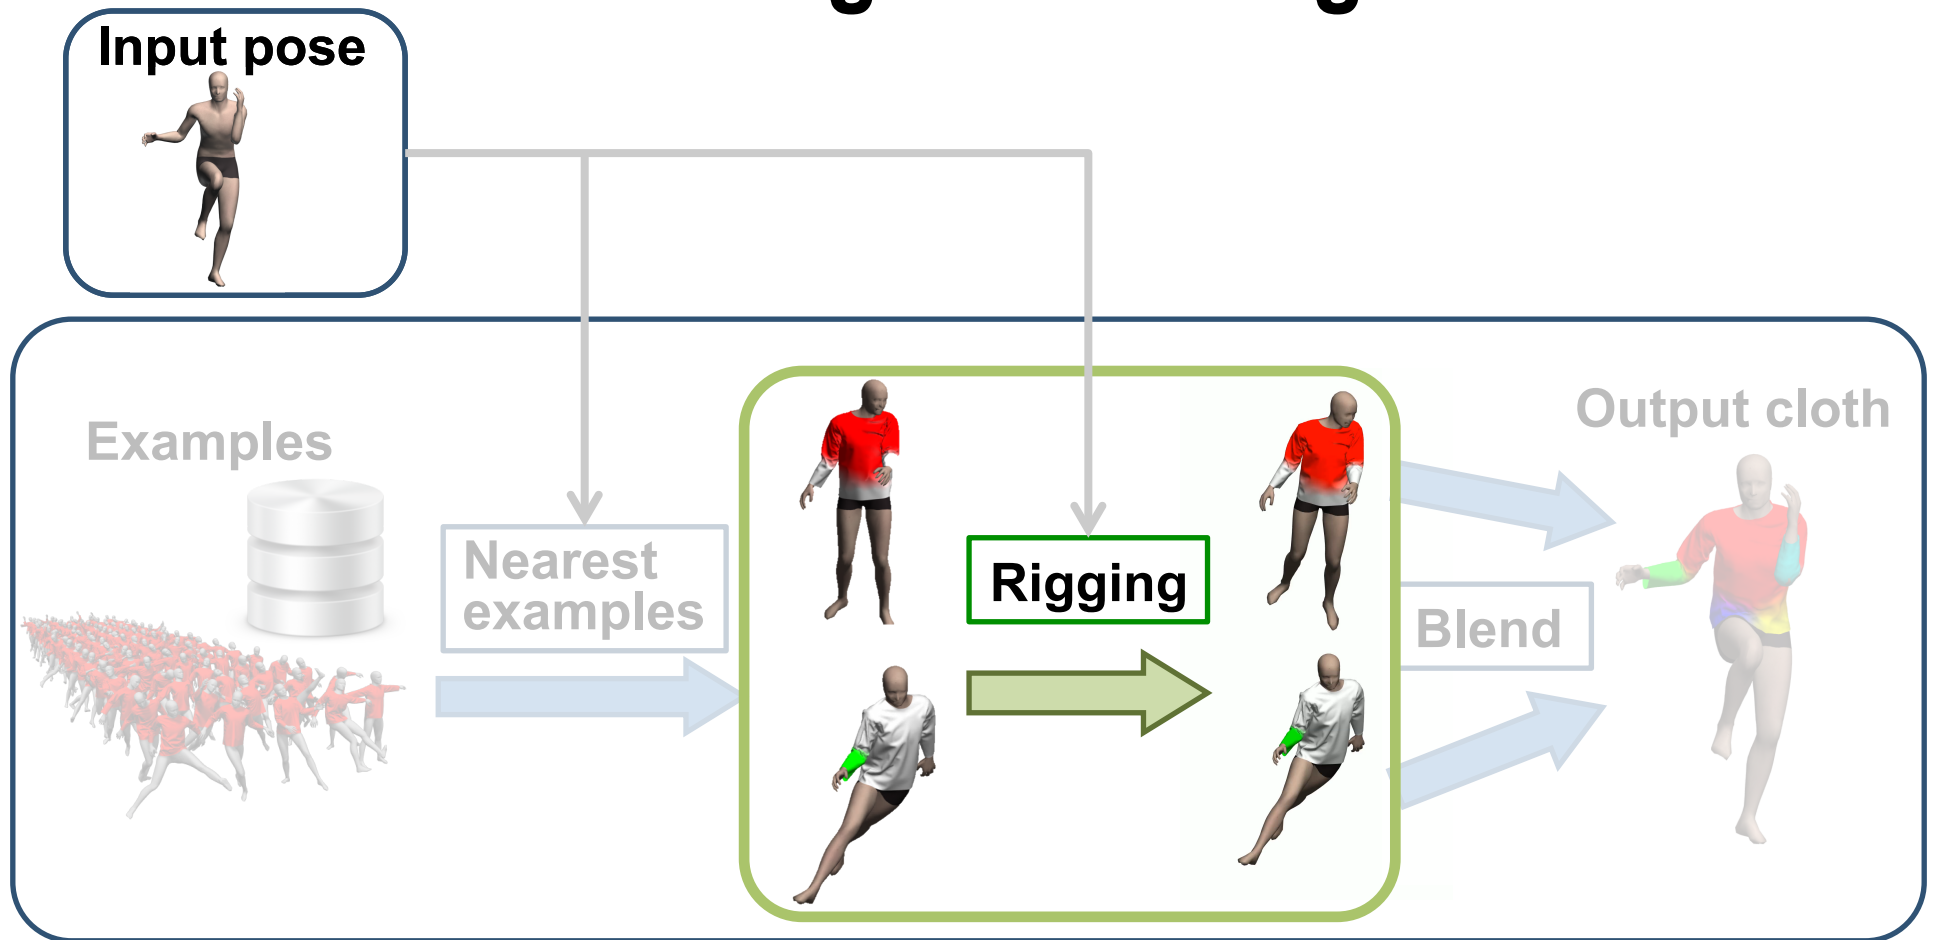 Input pose
Examples
Output cloth
Nearest
examples
Rigging
Blend